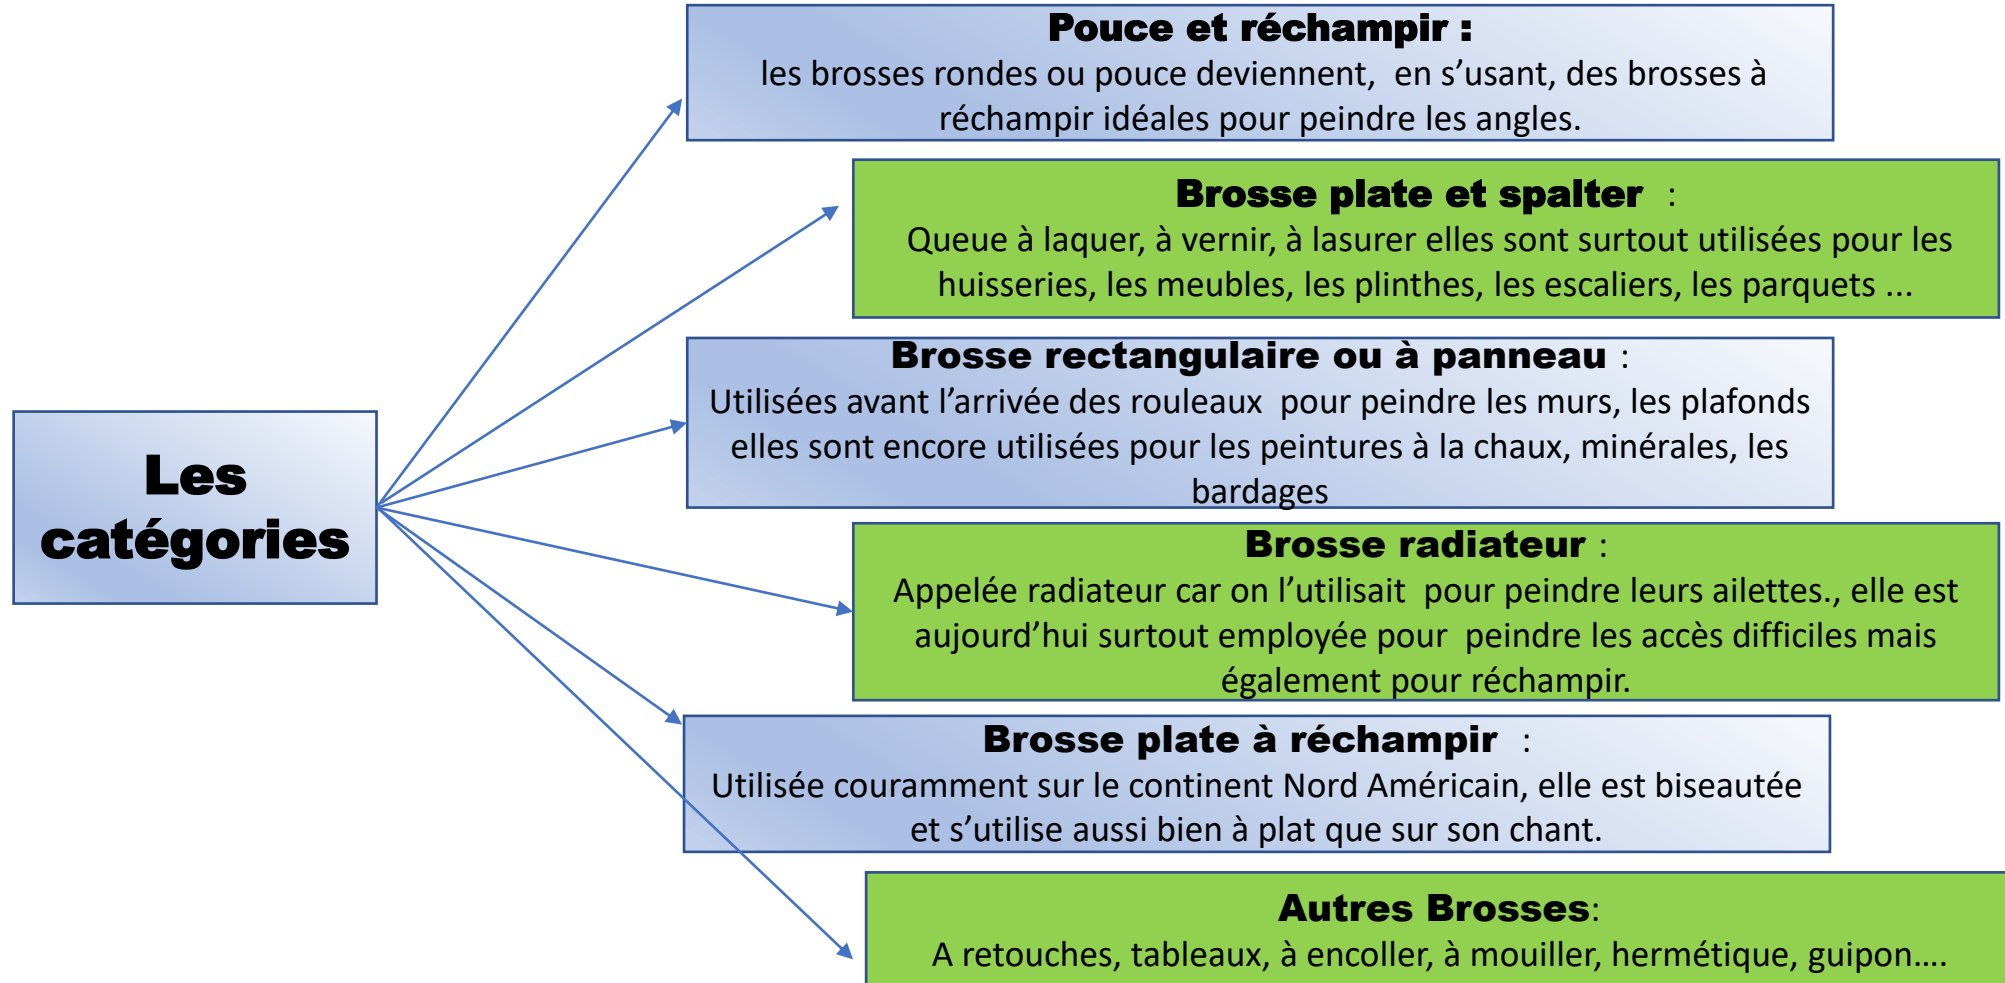 Pouce et réchampir :
les brosses rondes ou pouce deviennent, en s’usant, des brosses à
réchampir idéales pour peindre les angles.
Brosse plate et spalter :
Queue à laquer, à vernir, à lasurer elles sont surtout utilisées pour les
huisseries, les meubles, les plinthes, les escaliers, les parquets ...
Brosse rectangulaire ou à panneau :
Utilisées avant l’arrivée des rouleaux pour peindre les murs, les plafonds
elles sont encore utilisées pour les peintures à la chaux, minérales, les
bardages
Les
catégories
Brosse radiateur :
Appelée radiateur car on l’utilisait pour peindre leurs ailettes., elle est
aujourd’hui surtout employée pour peindre les accès difficiles mais
également pour réchampir.
Brosse plate à réchampir :
Utilisée couramment sur le continent Nord Américain, elle est biseautée
et s’utilise aussi bien à plat que sur son chant.
Autres Brosses:
A retouches, tableaux, à encoller, à mouiller, hermétique, guipon….